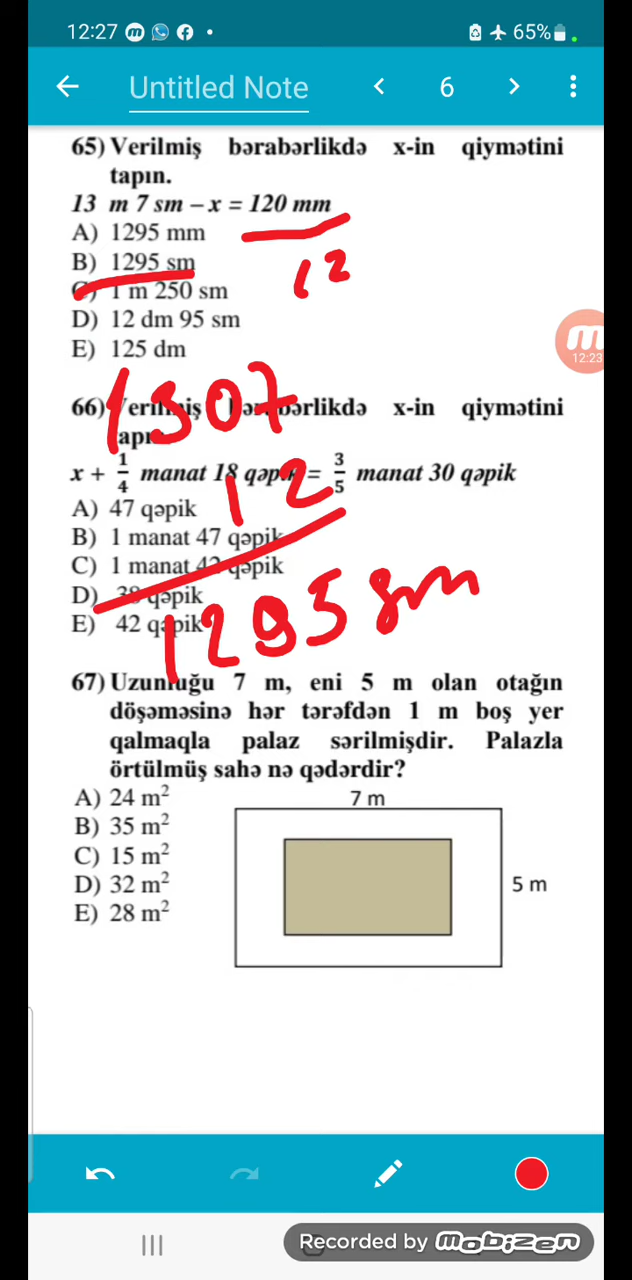 12:27
65%
Untitled Note
6
65) Verilmiş bərabərlikdə x-in qiymətini
tapın.
13 m 7 sm – x = 120 mm
A) 1295 mm
B) 1295 sm
C) 1 m 250 sm
D) 12 dm 95 sm
E) 125 dm
12
12:23
1307
12
1295 sm
66) Verilmiş bərabərlikdə x-in qiymətini
x + 1/4 manat 18 qəpik = 3/5 manat 30 qəpik
A) 47 qəpik
B) 1 manat 47 qəpik
C) 1 manat 42 qəpik
D) 38 qəpik
E) 42 qəpik
67) Uzunluğu 7 m, eni 5 m olan otağın
döşəməsinə hər tərəfdən 1 m boş yer
qalmaqla palaz sərilmişdir. Palazla
örtülmüş sahə nə qədərdir?
A) 24 m²
B) 35 m²
C) 15 m²
D) 32 m²
E) 28 m²
7 m
5 m
Recorded by mobizen